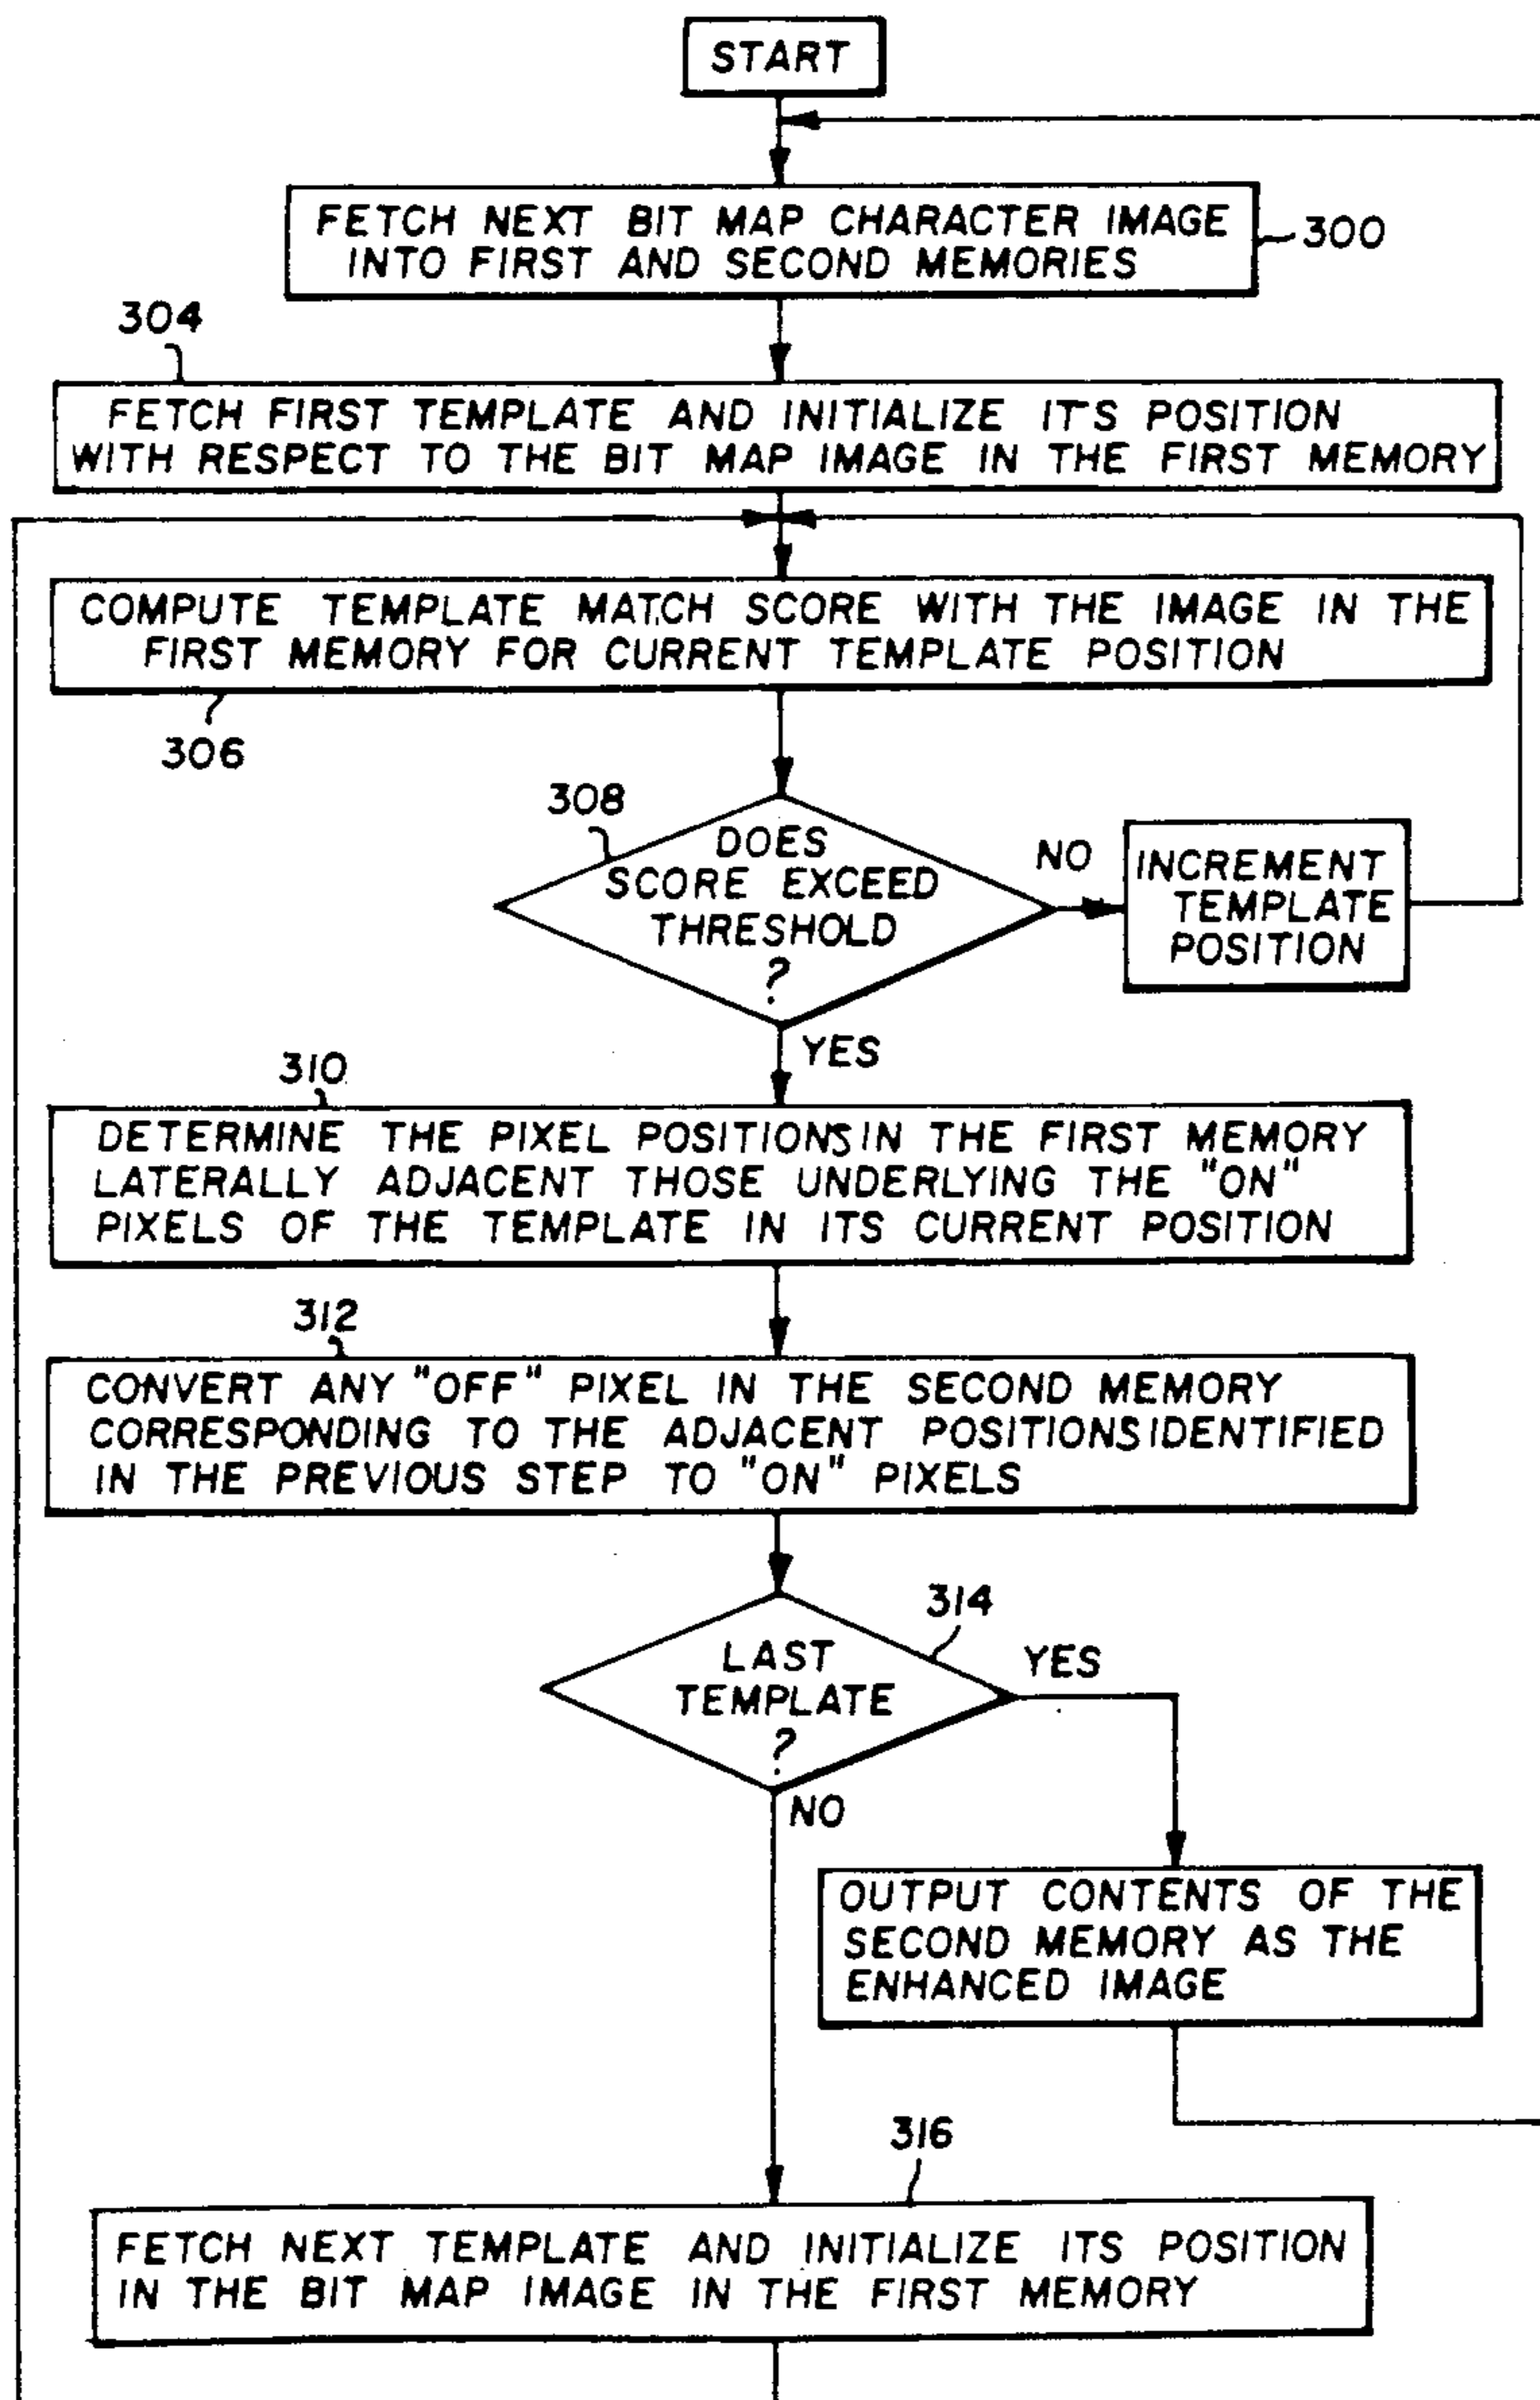 START
FETCH NEXT BIT MAP CHARACTER IMAGE
INTO FIRST AND SECOND MEMORIES
300
304
FETCH FIRST TEMPLATE AND INITIALIZE IT'S POSITION
WITH RESPECT TO THE BIT MAP IMAGE IN THE FIRST MEMORY
COMPUTE TEMPLATE MATCH SCORE WITH THE IMAGE IN THE
FIRST MEMORY FOR CURRENT TEMPLATE POSITION
306
308
DOES
SCORE EXCEED
THRESHOLD
?
NO
INCREMENT
TEMPLATE
POSITION
YES
310
DETERMINE THE PIXEL POSITIONS IN THE FIRST MEMORY
LATERALLY ADJACENT THOSE UNDERLYING THE "ON"
PIXELS OF THE TEMPLATE IN ITS CURRENT POSITION
312
CONVERT ANY "OFF" PIXEL IN THE SECOND MEMORY
CORRESPONDING TO THE ADJACENT POSITIONS IDENTIFIED
IN THE PREVIOUS STEP TO "ON" PIXELS
314
LAST
TEMPLATE
?
YES
NO
OUTPUT CONTENTS OF THE
SECOND MEMORY AS THE
ENHANCED IMAGE
316
FETCH NEXT TEMPLATE AND INITIALIZE ITS POSITION
IN THE BIT MAP IMAGE IN THE FIRST MEMORY